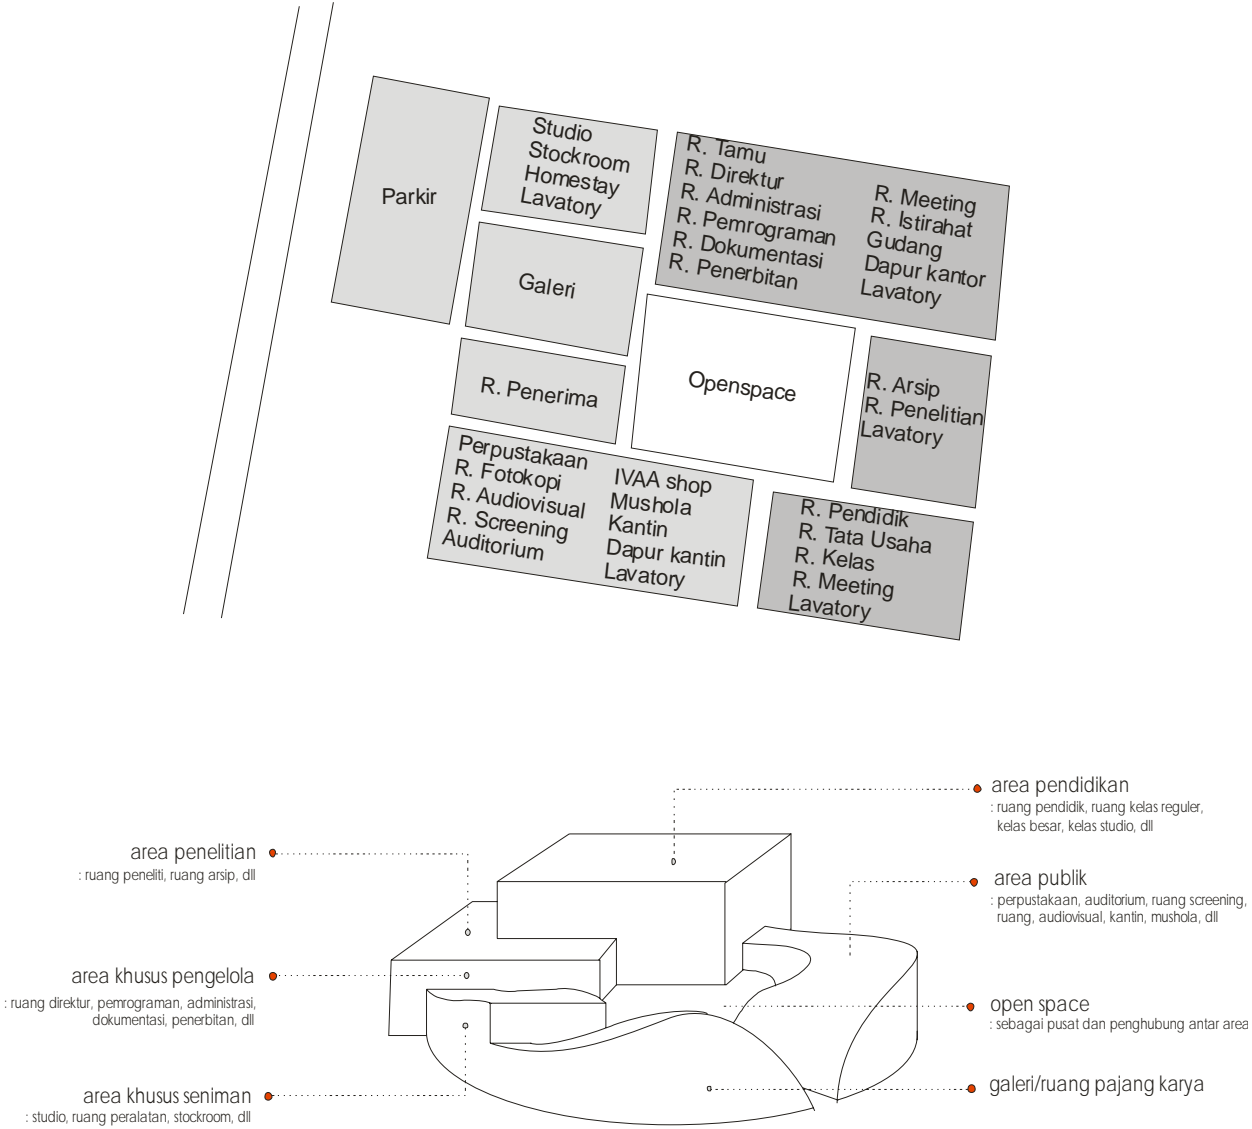 Parkir
Studio
Stockroom
Homestay
Lavatory
R. Tamu
R. Direktur
R. Administrasi
R. Pemrograman
R. Dokumentasi
R. Penerbitan
R. Meeting
R. Istirahat
Gudang
Dapur kantor
Lavatory
Galeri
R. Penerima
Openspace
R. Arsip
R. Penelitian
Lavatory
Perpustakaan
R. Fotokopi
R. Audiovisual
R. Screening
Auditorium
IVAA shop
Mushola
Kantin
Dapur kantin
Lavatory
R. Pendidik
R. Tata Usaha
R. Kelas
R. Meeting
Lavatory
area penelitian
: ruang peneliti, ruang arsip, dll
area khusus pengelola
: ruang direktur, pemrograman, administrasi,
dokumentasi, penerbitan, dll
area khusus seniman
: studio, ruang peralatan, stockroom, dll
area pendidikan
: ruang pendidik, ruang kelas reguler,
kelas besar, kelas studio, dll
area publik
: perpustakaan, auditorium, ruang screening,
ruang, audiovisual, kantin, mushola, dll
open space
: sebagai pusat dan penghubung antar area
galeri/ruang pajang karya